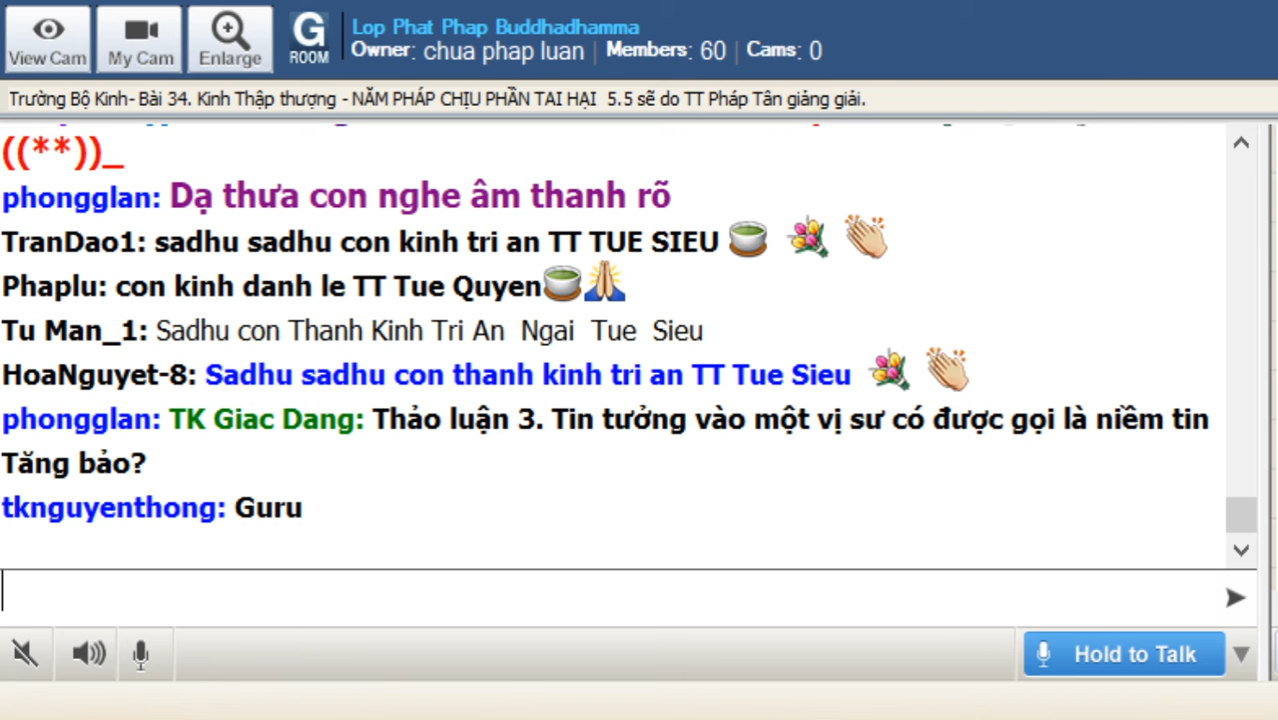 View Cam
My Cam
Enlarge
G
ROOM
Lop Phat Phap Buddhadhamma
Owner: chua phap luan | Members: 60 | Cams: 0
Trường Bộ Kinh- Bài 34. Kinh Thập thượng - NĂM PHÁP CHỊU PHẦN TAI HẠI 5.5 sẽ do TT Pháp Tân giảng giải.
((**))_
phongglan: Dạ thưa con nghe âm thanh rõ
TranDao1: sadhu sadhu con kinh tri an TT TUE SIEU
Phaplu: con kinh danh le TT Tue Quyen
Tu Man_1: Sadhu con Thanh Kinh Tri An Ngai Tue Sieu
HoaNguyet-8: Sadhu sadhu con thanh kinh tri an TT Tue Sieu
phongglan: TK Giac Dang: Thảo luận 3. Tin tưởng vào một vị sư có được gọi là niềm tin
Tăng bảo?
tknguyenthong: Guru
Hold to Talk